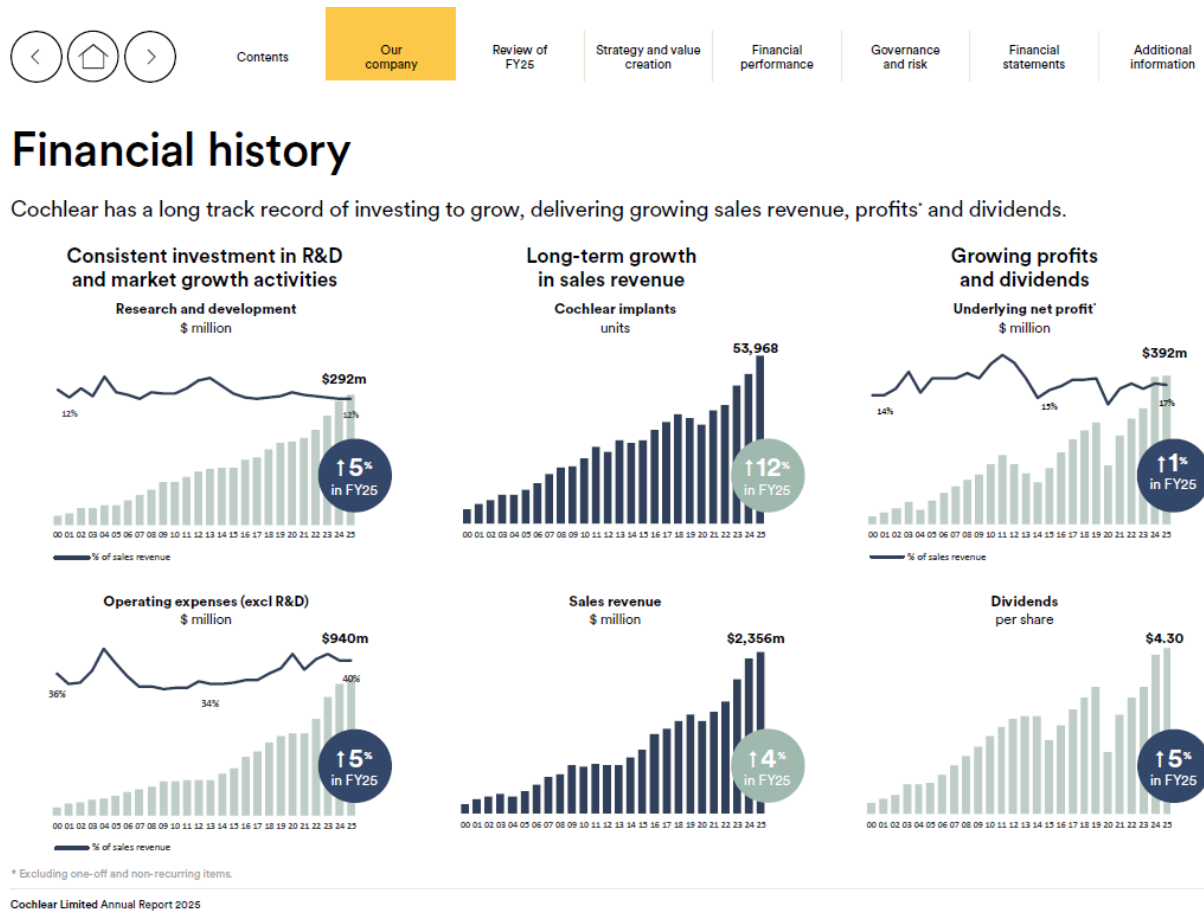 Contents
Our
company
Review of
FY25
Strategy and value
creation
Financial
performance
Governance
and risk
Financial
statements
Additional
information
Financial history
Cochlear has a long track record of investing to grow, delivering growing sales revenue, profits* and dividends.
Consistent investment in R&D
and market growth activities
Research and development
$ million
$292m
12%
12%
↑5%
in FY25
00 01 02 03 04 05 06 07 08 09 10 11 12 13 14 15 16 17 18 19 20 21 22 23 24 25
% of sales revenue
Operating expenses (excl R&D)
$ million
$940m
36%
34%
40%
↑5%
in FY25
00 01 02 03 04 05 06 07 08 09 10 11 12 13 14 15 16 17 18 19 20 21 22 23 24 25
% of sales revenue
Long-term growth
in sales revenue
Cochlear implants
units
53,968
↑12%
in FY25
00 01 02 03 04 05 06 07 08 09 10 11 12 13 14 15 16 17 18 19 20 21 22 23 24 25
Sales revenue
$ million
$2,356m
↑4%
in FY25
00 01 02 03 04 05 06 07 08 09 10 11 12 13 14 15 16 17 18 19 20 21 22 23 24 25
Growing profits
and dividends
Underlying net profit*
$ million
$392m
14%
15%
17%
↑1%
in FY25
00 01 02 03 04 05 06 07 08 09 10 11 12 13 14 15 16 17 18 19 20 21 22 23 24 25
% of sales revenue
Dividends
per share
$4.30
↑5%
in FY25
00 01 02 03 04 05 06 07 08 09 10 11 12 13 14 15 16 17 18 19 20 21 22 23 24 25
* Excluding one-off and non-recurring items.
Cochlear Limited Annual Report 2025